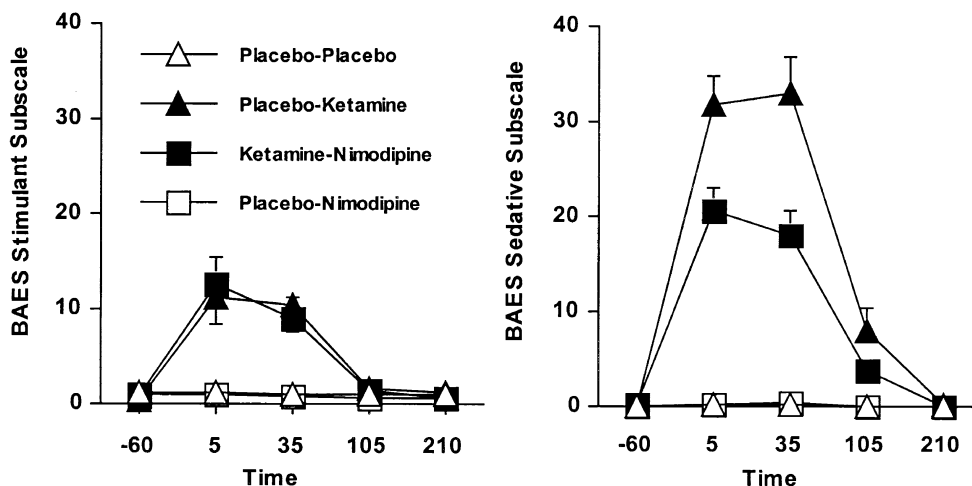 BAES Stimulant Subscale
40
30
20
10
0
Placebo-Placebo
Placebo-Ketamine
Ketamine-Nimodipine
Placebo-Nimodipine
-60 5 35 105 210
Time
BAES Sedative Subscale
40
30
20
10
0
-60 5 35 105 210
Time